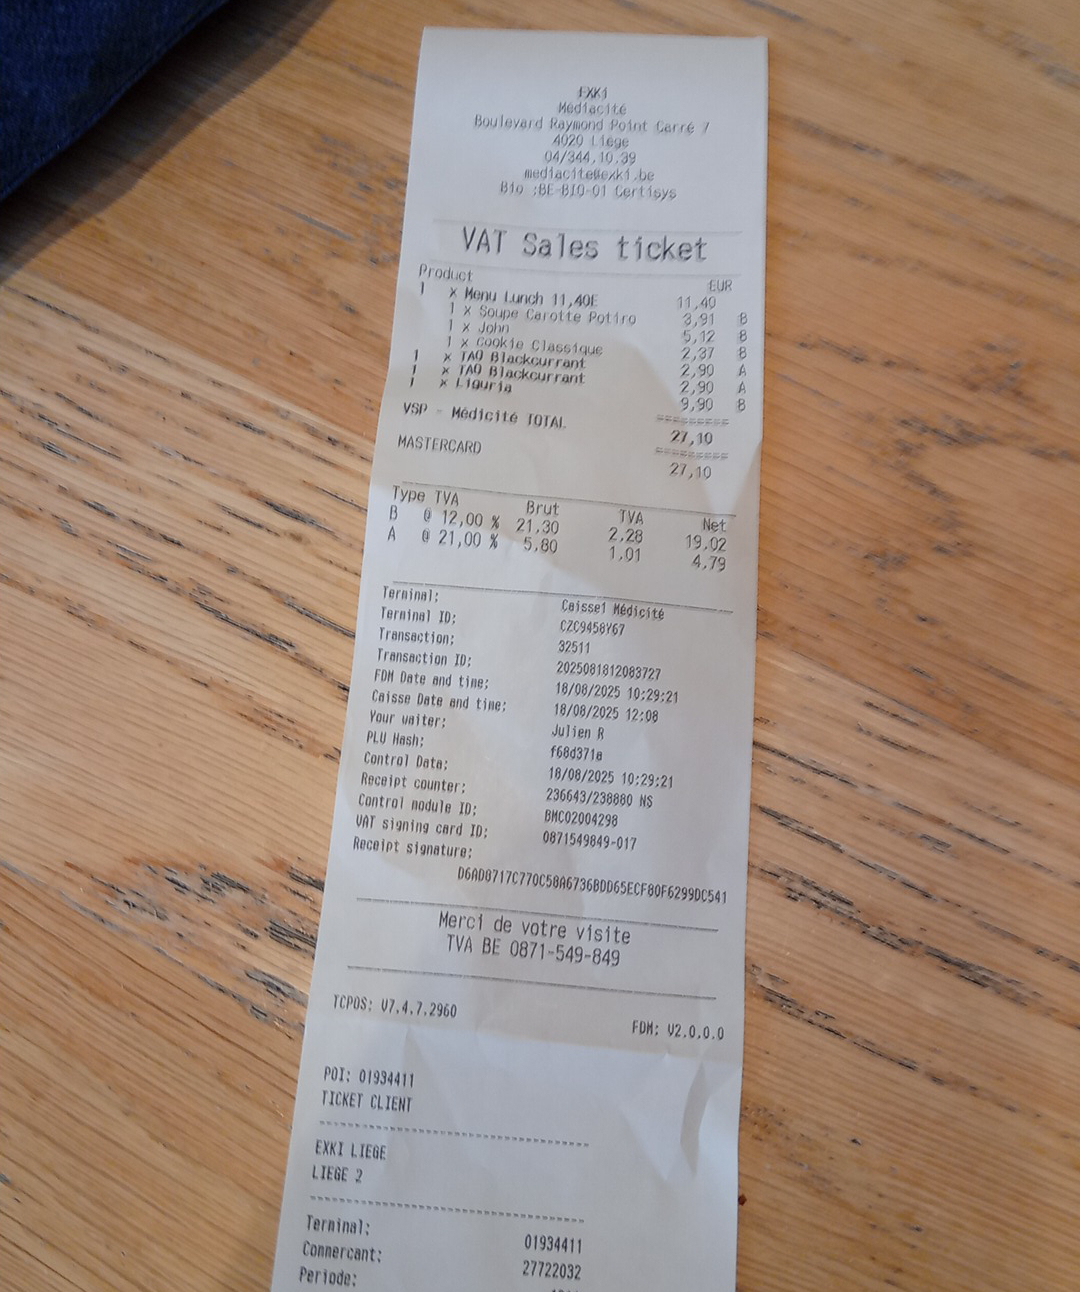 EXKi
Médiacité
Boulevard Raymond Point Carré 7
4020 Liège
04/344.10.39
mediacite@exki.be
Bio :BE-BIO-01 Certisys
VAT Sales ticket
Product EUR
1 x Menu Lunch 11,40E 11,40
1 x Soupe Carotte Potiro 3,91 B
1 x John 5,12 B
1 x Cookie Classique 2,37 B
1 x TAO Blackcurrant 2,90 A
1 x TAO Blackcurrant 2,90 A
1 x Liguria 9,90 B
=========
VSP - Médicité TOTAL 27,10
=========
MASTERCARD 27,10
Type TVA Brut TVA Net
B @ 12,00 % 21,30 2,28 19,02
A @ 21,00 % 5,80 1,01 4,79
Terminal: Caisse1 Médicité
Terminal ID: CZC9458Y67
Transaction: 32511
Transaction ID: 2025081812083727
FDM Date and time: 18/08/2025 10:29:21
Caisse Date and time: 18/08/2025 12:08
Your waiter: Julien R
PLU Hash: f68d371a
Control Data: 18/08/2025 10:29:21
Receipt counter: 236643/238880 NS
Control module ID: BMC02004298
VAT signing card ID: 0871549849-017
Receipt signature:
D6AD0717C770C58A6736BDD65ECF80F6299DC541
Merci de votre visite
TVA BE 0871-549-849
TCPOS: V7.4.7.2960
FDM: V2.0.0.0
POI: 01934411
TICKET CLIENT
EXKI LIEGE
LIEGE 2
Terminal: 01934411
Commercant: 27722032
Periode: